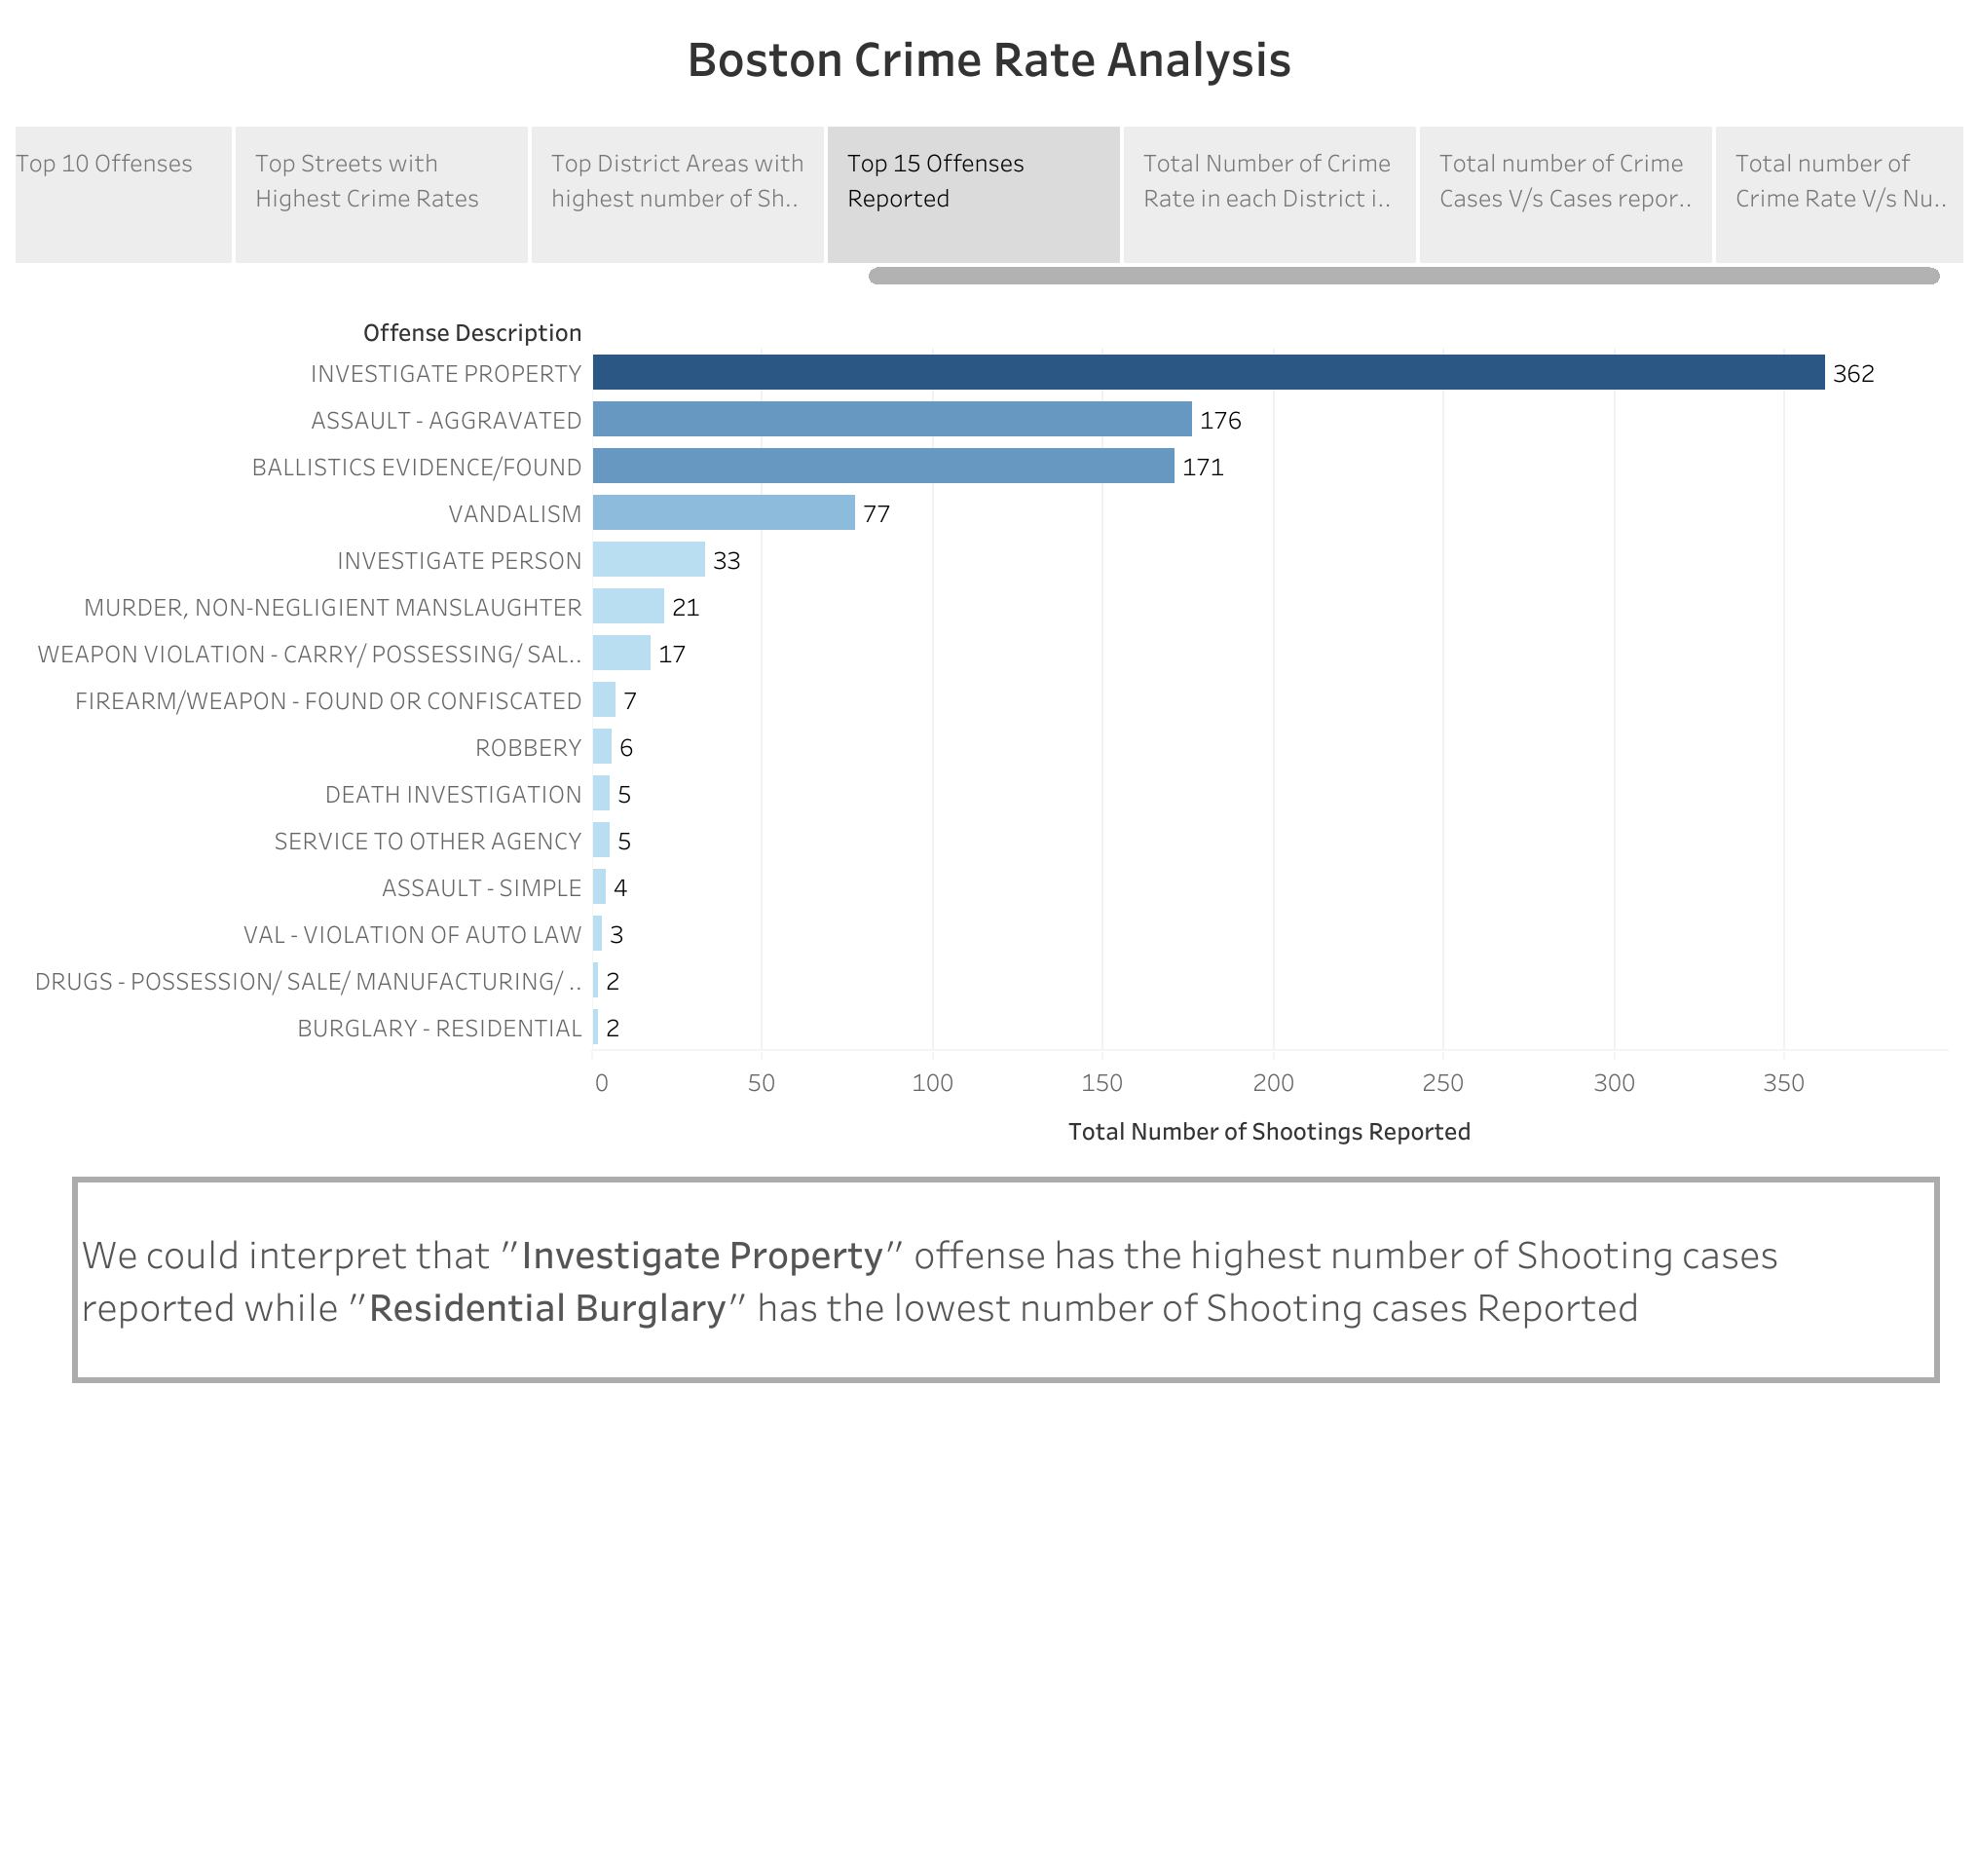 Boston Crime Rate Analysis
Top 10 Offenses
Top Streets with
Highest Crime Rates
Top District Areas with
highest number of Sh..
Top 15 Offenses
Reported
Total Number of Crime
Rate in each District i..
Total number of Crime
Cases V/s Cases repor..
Total number of
Crime Rate V/s Nu..
Offense Description
INVESTIGATE PROPERTY 362
ASSAULT - AGGRAVATED 176
BALLISTICS EVIDENCE/FOUND 171
VANDALISM 77
INVESTIGATE PERSON 33
MURDER, NON-NEGLIGIENT MANSLAUGHTER 21
WEAPON VIOLATION - CARRY/ POSSESSING/ SAL.. 17
FIREARM/WEAPON - FOUND OR CONFISCATED 7
ROBBERY 6
DEATH INVESTIGATION 5
SERVICE TO OTHER AGENCY 5
ASSAULT - SIMPLE 4
VAL - VIOLATION OF AUTO LAW 3
DRUGS - POSSESSION/ SALE/ MANUFACTURING/ .. 2
BURGLARY - RESIDENTIAL 2
0 50 100 150 200 250 300 350
Total Number of Shootings Reported
We could interpret that "Investigate Property" offense has the highest number of Shooting cases
reported while "Residential Burglary" has the lowest number of Shooting cases Reported